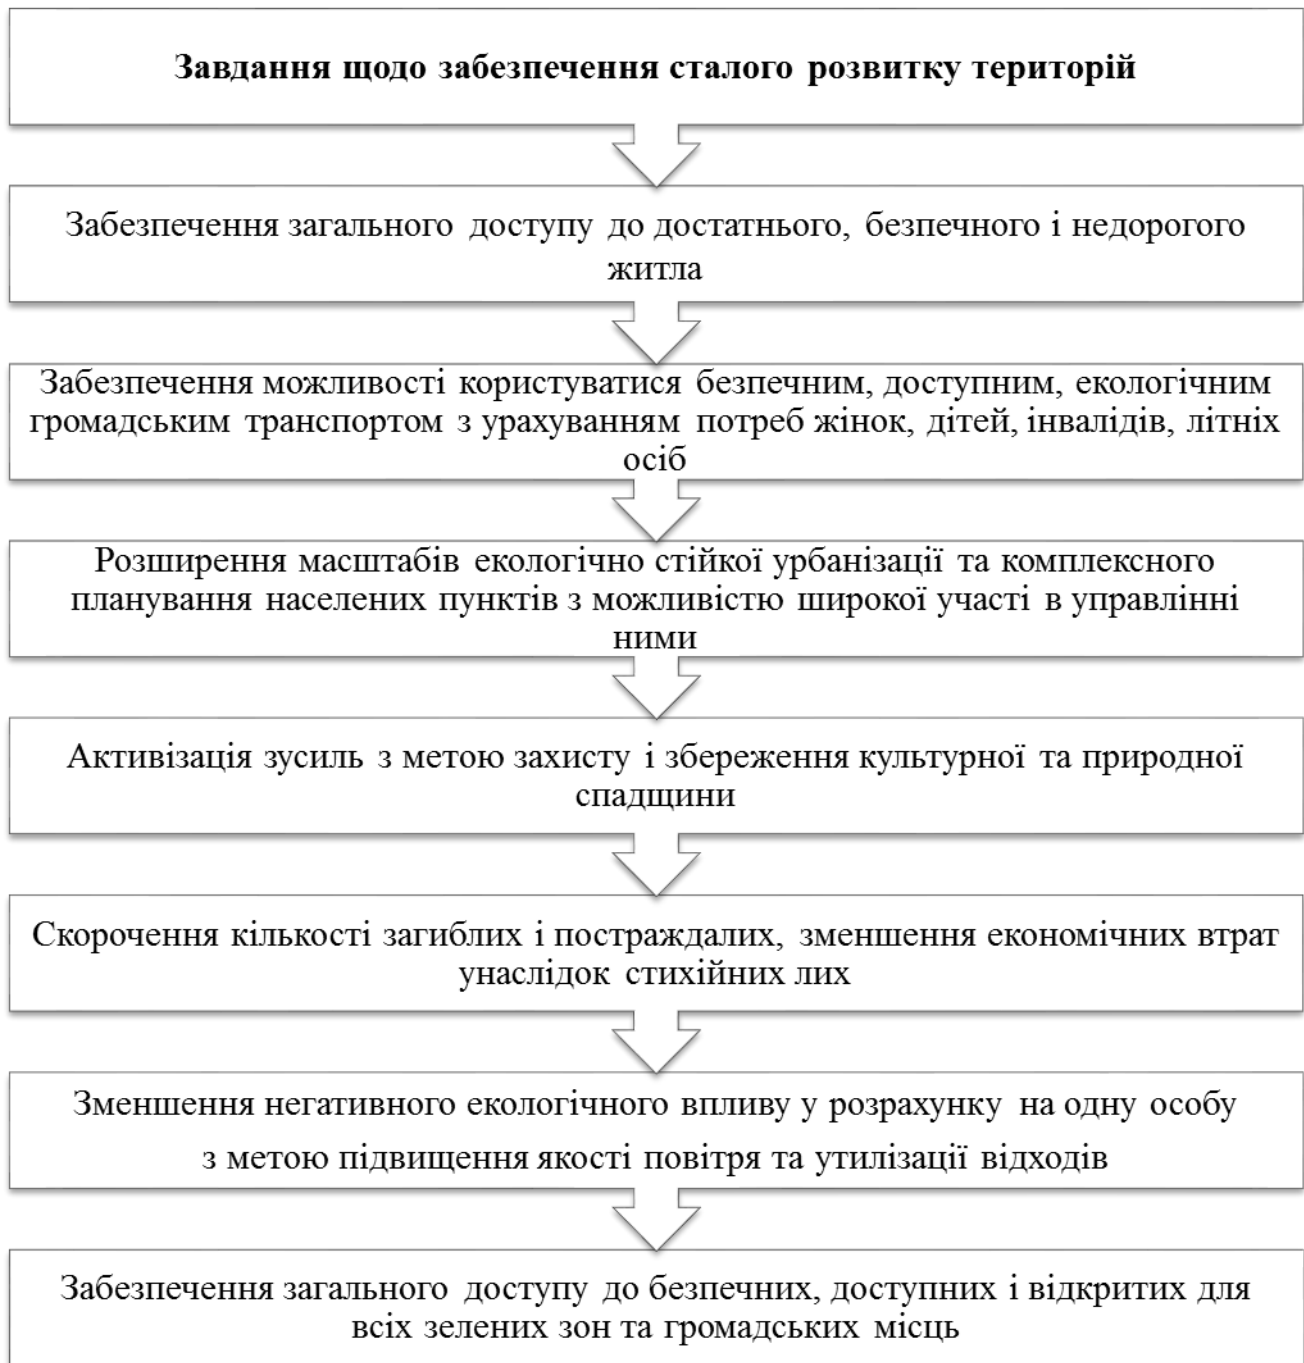 Завдання щодо забезпечення сталого розвитку територій
Забезпечення загального доступу до достатнього, безпечного і недорогого
житла
Забезпечення можливості користуватися безпечним, доступним, екологічним
громадським транспортом з урахуванням потреб жінок, дітей, інвалідів, літніх
осіб
Розширення масштабів екологічно стійкої урбанізації та комплексного
планування населених пунктів з можливістю широкої участі в управлінні
ними
Активізація зусиль з метою захисту і збереження культурної та природної
спадщини
Скорочення кількості загиблих і постраждалих, зменшення економічних втрат
унаслідок стихійних лих
Зменшення негативного екологічного впливу у розрахунку на одну особу
з метою підвищення якості повітря та утилізації відходів
Забезпечення загального доступу до безпечних, доступних і відкритих для
всіх зелених зон та громадських місць